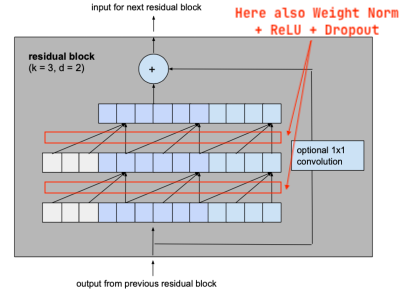 input for next residual block
Here also Weight Norm
+ ReLU + Dropout
residual block
(k = 3, d = 2)
+
optional 1x1
convolution
output from previous residual block